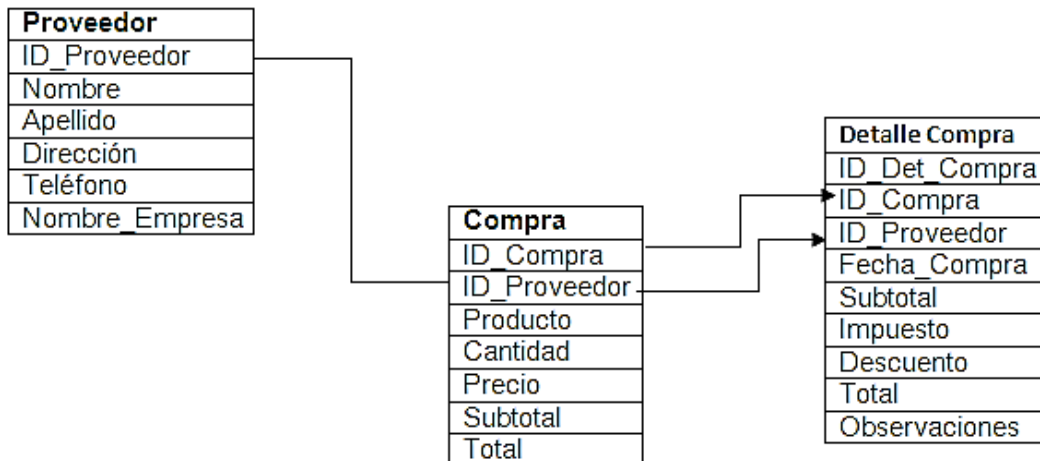 Proveedor
ID_Proveedor
Nombre
Apellido
Dirección
Teléfono
Nombre_Empresa
Compra
ID_Compra
ID_Proveedor
Producto
Cantidad
Precio
Subtotal
Total
Detalle Compra
ID_Det_Compra
ID_Compra
ID_Proveedor
Fecha_Compra
Subtotal
Impuesto
Descuento
Total
Observaciones